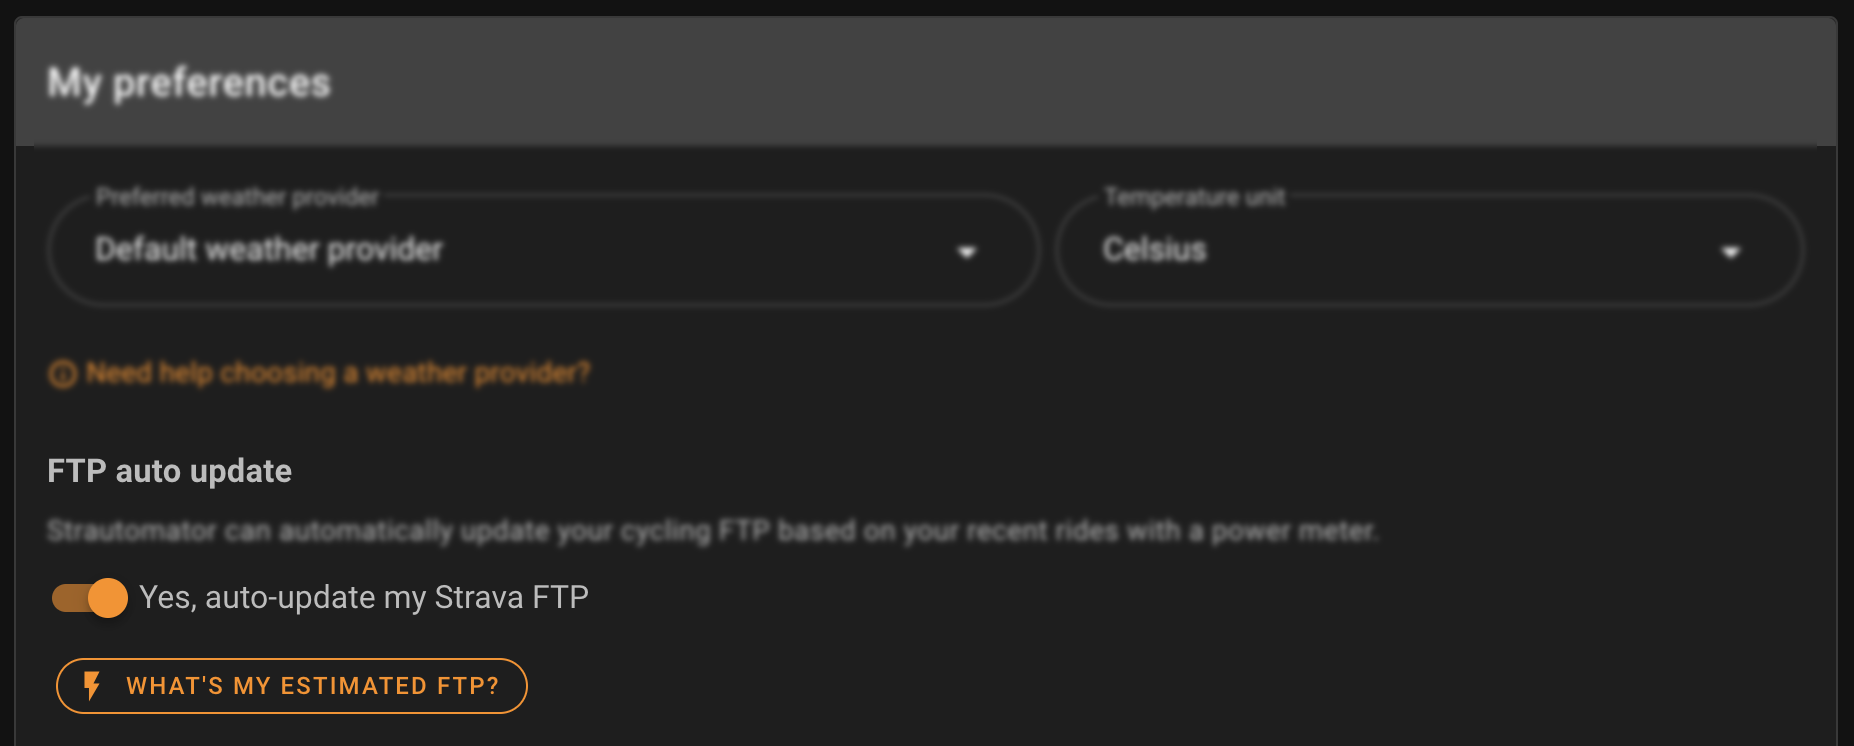 My preferences
Preferred weather provider
Temperature unit
Default weather provider
Celsius
Need help choosing a weather provider?
FTP auto update
Strautomator can automatically update your cycling FTP based on your recent rides with a power meter.
Yes, auto-update my Strava FTP
WHAT'S MY ESTIMATED FTP?